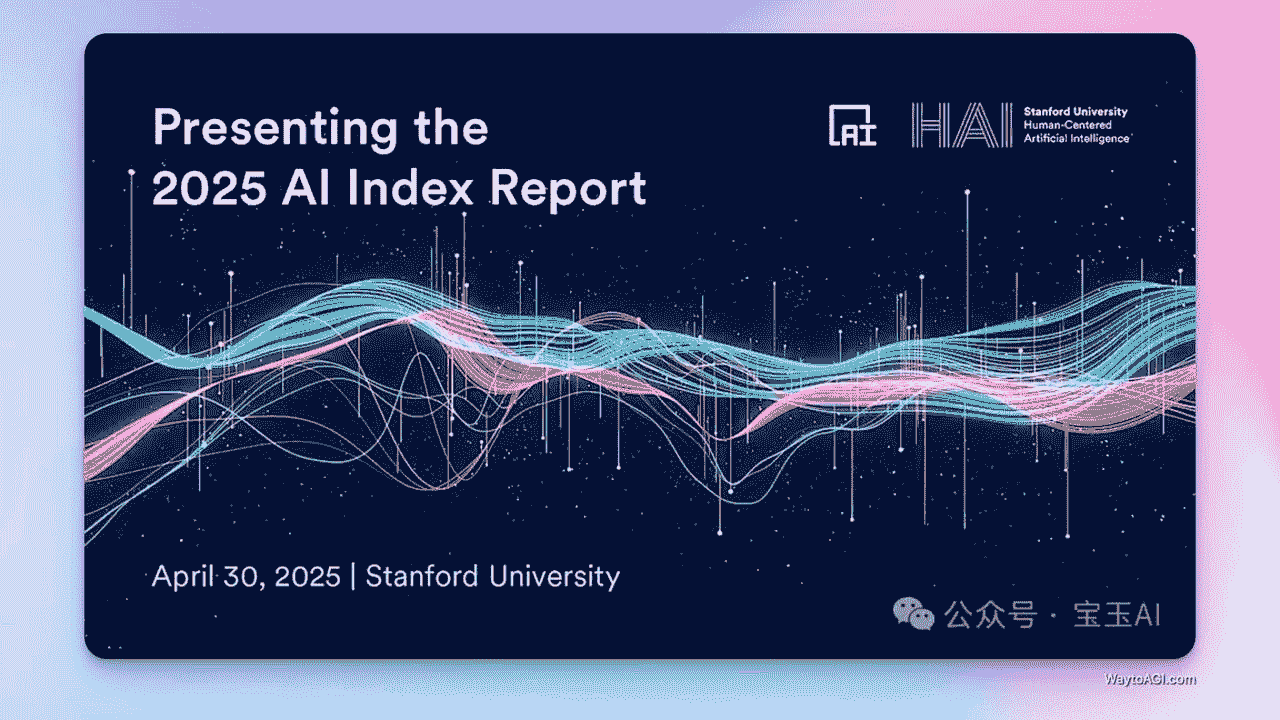 Presenting the
2025 AI Index Report
AI
HAI
Stanford University
Human-Centered
Artificial Intelligence
April 30, 2025 | Stanford University
公众号 · 宝玉AI
WaytoAGI.com